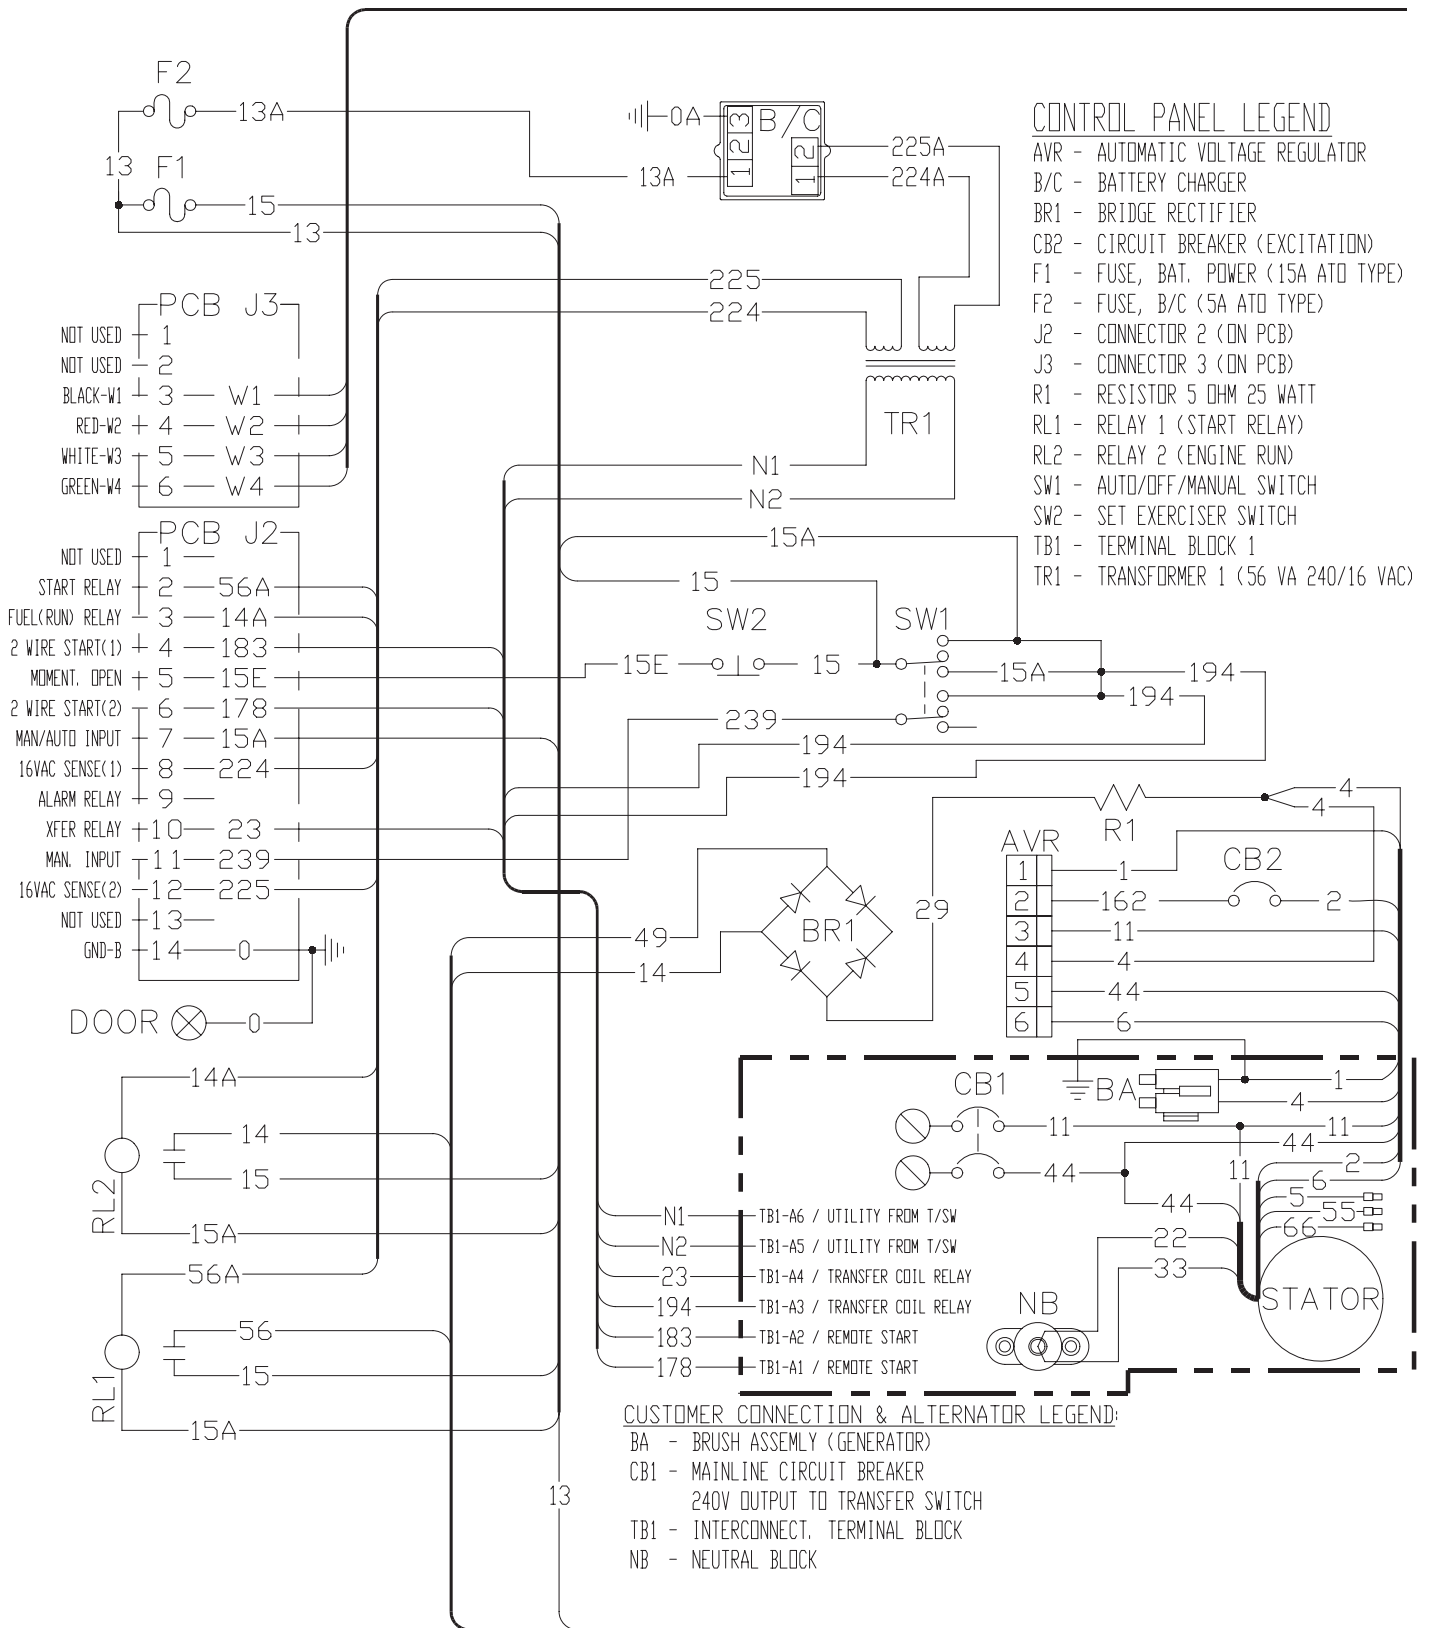 F2
13A
0A
3
B/C
2
2
225A
13
F1
13A
1
1
224A
15
13
CONTROL PANEL LEGEND
AVR - AUTOMATIC VOLTAGE REGULATOR
B/C - BATTERY CHARGER
BR1 - BRIDGE RECTIFIER
CB2 - CIRCUIT BREAKER (EXCITATION)
F1 - FUSE, BAT. POWER (15A ATO TYPE)
F2 - FUSE, B/C (5A ATO TYPE)
J2 - CONNECTOR 2 (ON PCB)
J3 - CONNECTOR 3 (ON PCB)
R1 - RESISTOR 5 OHM 25 WATT
RL1 - RELAY 1 (START RELAY)
RL2 - RELAY 2 (ENGINE RUN)
SW1 - AUTO/OFF/MANUAL SWITCH
SW2 - SET EXERCISER SWITCH
TB1 - TERMINAL BLOCK 1
TR1 - TRANSFORMER 1 (56 VA 240/16 VAC)
225
224
TR1
N1
N2
PCB J3
NOT USED 1
NOT USED 2
BLACK-W1 3 W1
RED-W2 4 W2
WHITE-W3 5 W3
GREEN-W4 6 W4
PCB J2
NOT USED 1
START RELAY 2 56A
FUEL(RUN) RELAY 3 14A
2 WIRE START(1) 4 183
MOMENT. OPEN 5 15E
2 WIRE START(2) 6 178
MAN/AUTO INPUT 7 15A
16VAC SENSE(1) 8 224
ALARM RELAY 9
XFER RELAY 10 23
MAN. INPUT 11 239
16VAC SENSE(2) 12 225
NOT USED 13
GND-B 14 0
DOOR 0
15A
15
SW2
SW1
15E
15
15A
194
194
239
194
194
4
4
R1
AVR
1 1
CB2
2 162 2
3 11
4 4
5 44
6 6
29
BR1
49
14
14A
14
15
RL2
15A
56A
56
15
RL1
15A
13
CB1
BA
1
4
11
11
44
44
11
2
6
5
55
66
44
22
33
NB
STATOR
N1 TB1-A6 / UTILITY FROM T/SW
N2 TB1-A5 / UTILITY FROM T/SW
23 TB1-A4 / TRANSFER COIL RELAY
194 TB1-A3 / TRANSFER COIL RELAY
183 TB1-A2 / REMOTE START
178 TB1-A1 / REMOTE START
CUSTOMER CONNECTION & ALTERNATOR LEGEND:
BA - BRUSH ASSEMLY (GENERATOR)
CB1 - MAINLINE CIRCUIT BREAKER
240V OUTPUT TO TRANSFER SWITCH
TB1 - INTERCONNECT. TERMINAL BLOCK
NB - NEUTRAL BLOCK